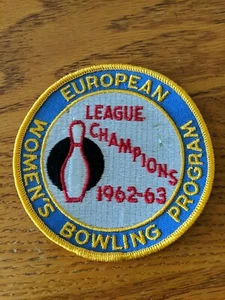 EUROPEAN
WOMEN'S BOWLING PROGRAM
LEAGUE
CHAMPIONS
1962-63